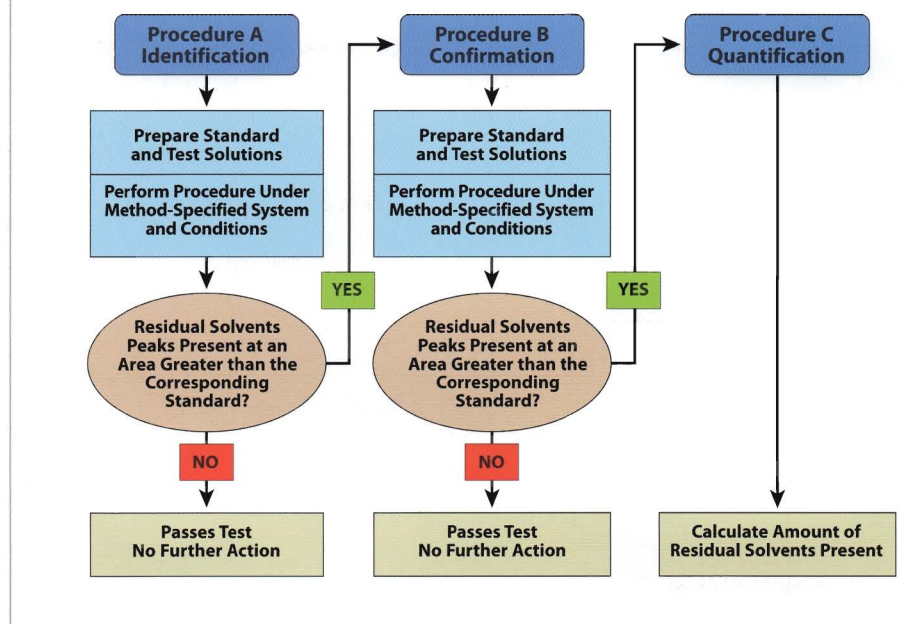 Procedure A
Identification
Prepare Standard
and Test Solutions
Perform Procedure Under
Method-Specified System
and Conditions
Residual Solvents
Peaks Present at an
Area Greater than the
Corresponding
Standard?
YES
NO
Passes Test
No Further Action
Procedure B
Confirmation
Prepare Standard
and Test Solutions
Perform Procedure Under
Method-Specified System
and Conditions
Residual Solvents
Peaks Present at an
Area Greater than the
Corresponding
Standard?
YES
NO
Passes Test
No Further Action
Procedure C
Quantification
Calculate Amount of
Residual Solvents Present